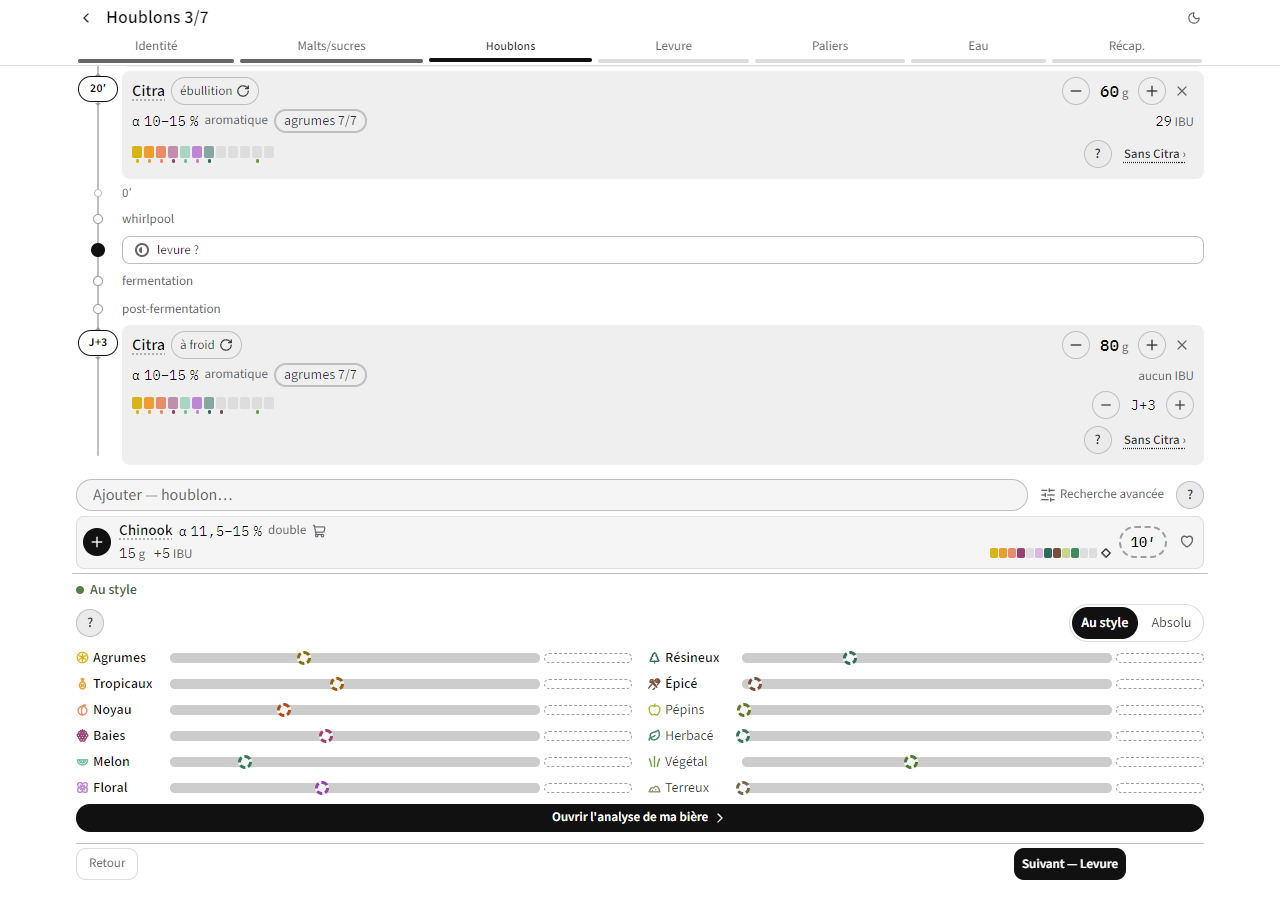 Houblons 3/7
Identité
Malts/sucres
Houblons
Levure
Paliers
Eau
Récap.
20′ Citra ébullition 60 g
α 10–15 % aromatique agrumes 7/7 29 IBU
? Sans Citra ›
0′
whirlpool
levure ?
fermentation
post-fermentation
J+3 Citra à froid 80 g
α 10–15 % aromatique agrumes 7/7 aucun IBU
J+3
? Sans Citra ›
Ajouter — houblon… Recherche avancée ?
Chinook α 11,5–15 % double 10′
15 g +5 IBU
Au style
? Au style Absolu
Agrumes Résineux
Tropicaux Épicé
Noyau Pépins
Baies Herbacé
Melon Végétal
Floral Terreux
Ouvrir l'analyse de ma bière
Retour Suivant — Levure